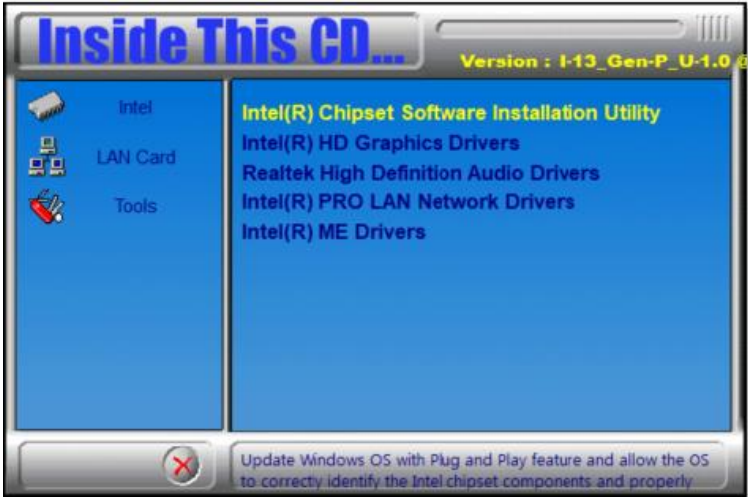 Inside This CD...
Version : I-13_Gen-P_U-1.0
Intel
LAN Card
Tools
Intel(R) Chipset Software Installation Utility
Intel(R) HD Graphics Drivers
Realtek High Definition Audio Drivers
Intel(R) PRO LAN Network Drivers
Intel(R) ME Drivers
Update Windows OS with Plug and Play feature and allow the OS
to correctly identify the Intel chipset components and properly